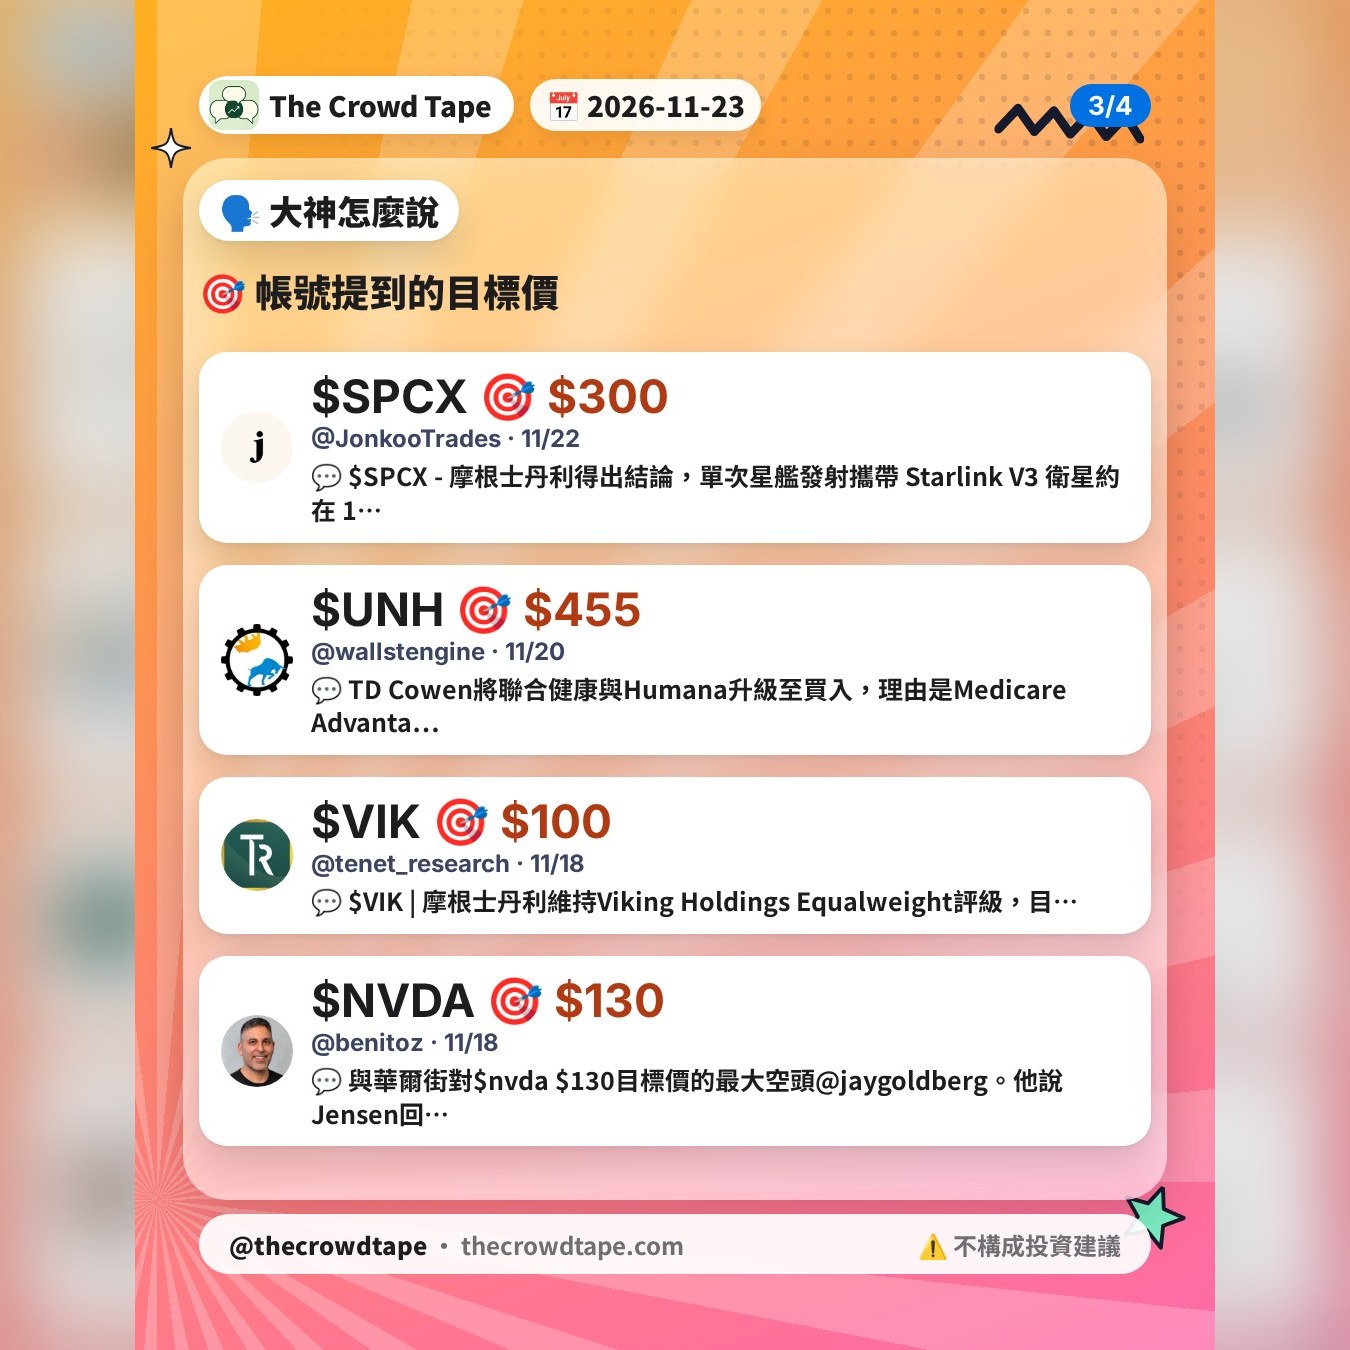 The Crowd Tape
2026-11-23
3/4
大神怎麼說
帳號提到的目標價
j
$SPCX 🎯 $300
@JonkooTrades · 11/22
💬 $SPCX - 摩根士丹利得出結論，單次星艦發射攜帶 Starlink V3 衛星約
在 1⋯
$UNH 🎯 $455
@wallstengine · 11/20
💬 TD Cowen將聯合健康與Humana升級至買入，理由是Medicare
Advanta...
TR
$VIK 🎯 $100
@tenet_research · 11/18
💬 $VIK | 摩根士丹利維持Viking Holdings Equalweight評級，目⋯
$NVDA 🎯 $130
@benitoz · 11/18
💬 與華爾街對$nvda $130目標價的最大空頭@jaygoldberg。他說
Jensen回⋯
@thecrowdtape • thecrowdtape.com
⚠️ 不構成投資建議